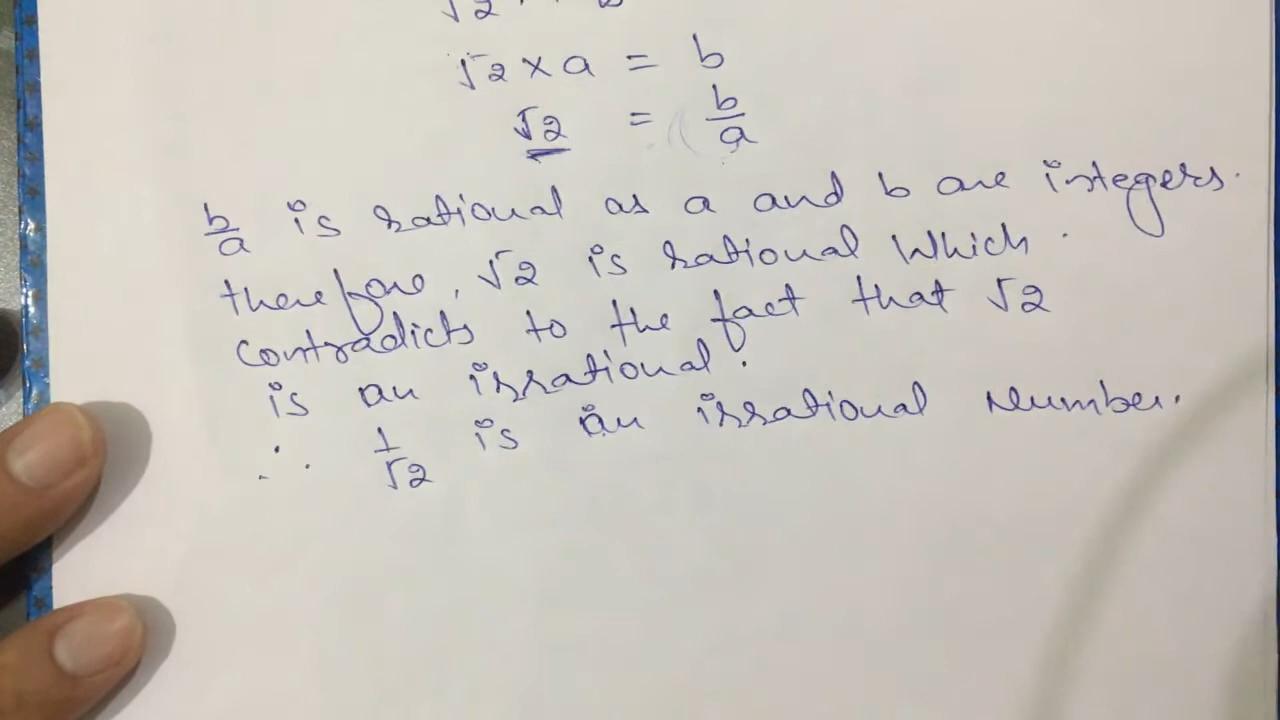 √2 × a = b
√2 = b/a
b/a is rational as a and b are integers.
therefore, √2 is rational which
contradicts to the fact that √2
is an irrational.
∴ 1/√2 is an irrational number.